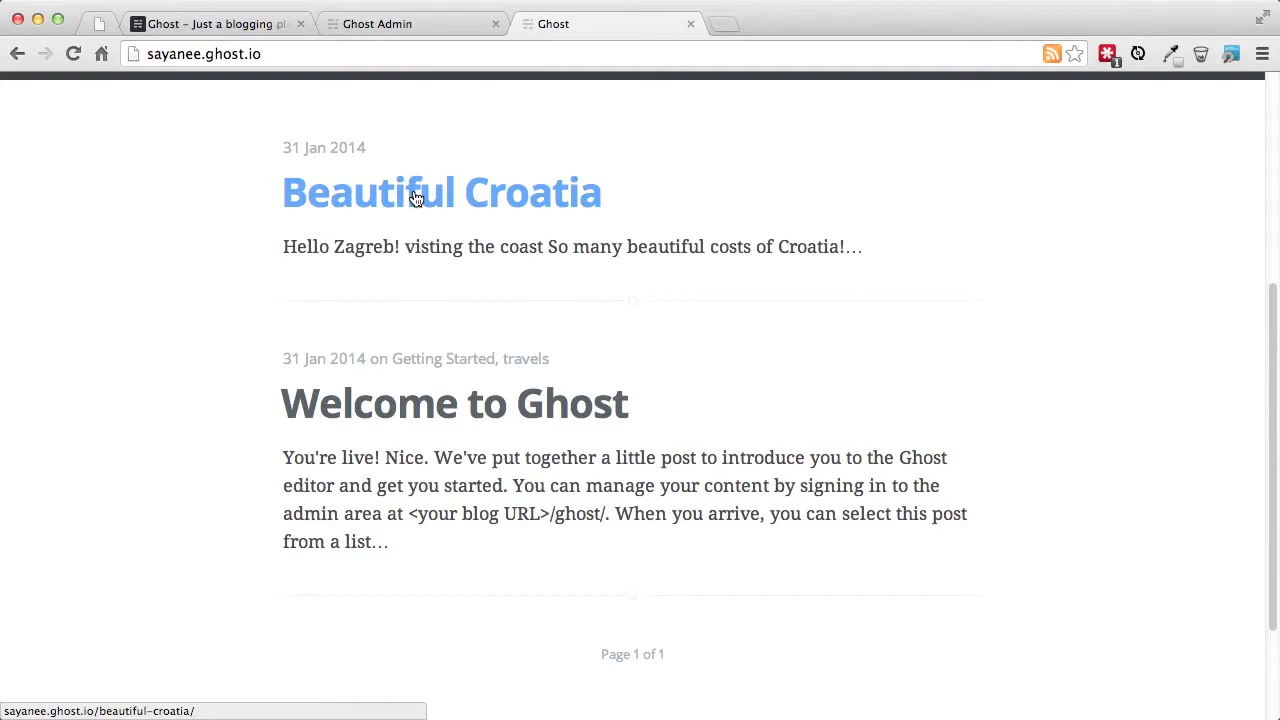 Ghost – Just a blogging pl
Ghost Admin
Ghost
sayanee.ghost.io
1
31 Jan 2014
Beautiful Croatia
Hello Zagreb! visting the coast So many beautiful costs of Croatia!…
31 Jan 2014 on Getting Started, travels
Welcome to Ghost
You're live! Nice. We've put together a little post to introduce you to the Ghost
editor and get you started. You can manage your content by signing in to the
admin area at <your blog URL>/ghost/. When you arrive, you can select this post
from a list…
Page 1 of 1
sayanee.ghost.io/beautiful-croatia/